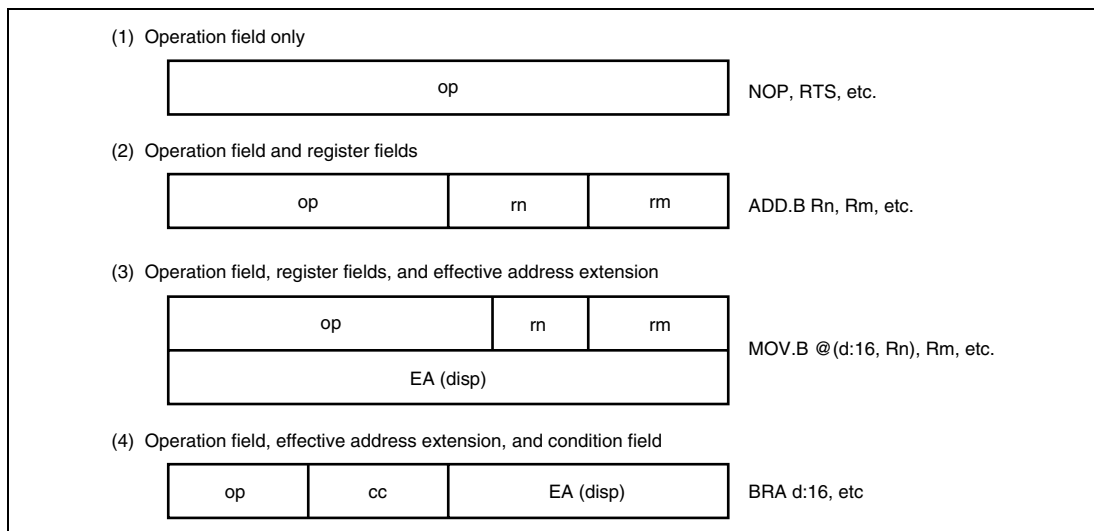 (1) Operation field only
op
NOP, RTS, etc.
(2) Operation field and register fields
op rn rm
ADD.B Rn, Rm, etc.
(3) Operation field, register fields, and effective address extension
op rn rm
EA (disp)
MOV.B @(d:16, Rn), Rm, etc.
(4) Operation field, effective address extension, and condition field
op cc EA (disp)
BRA d:16, etc